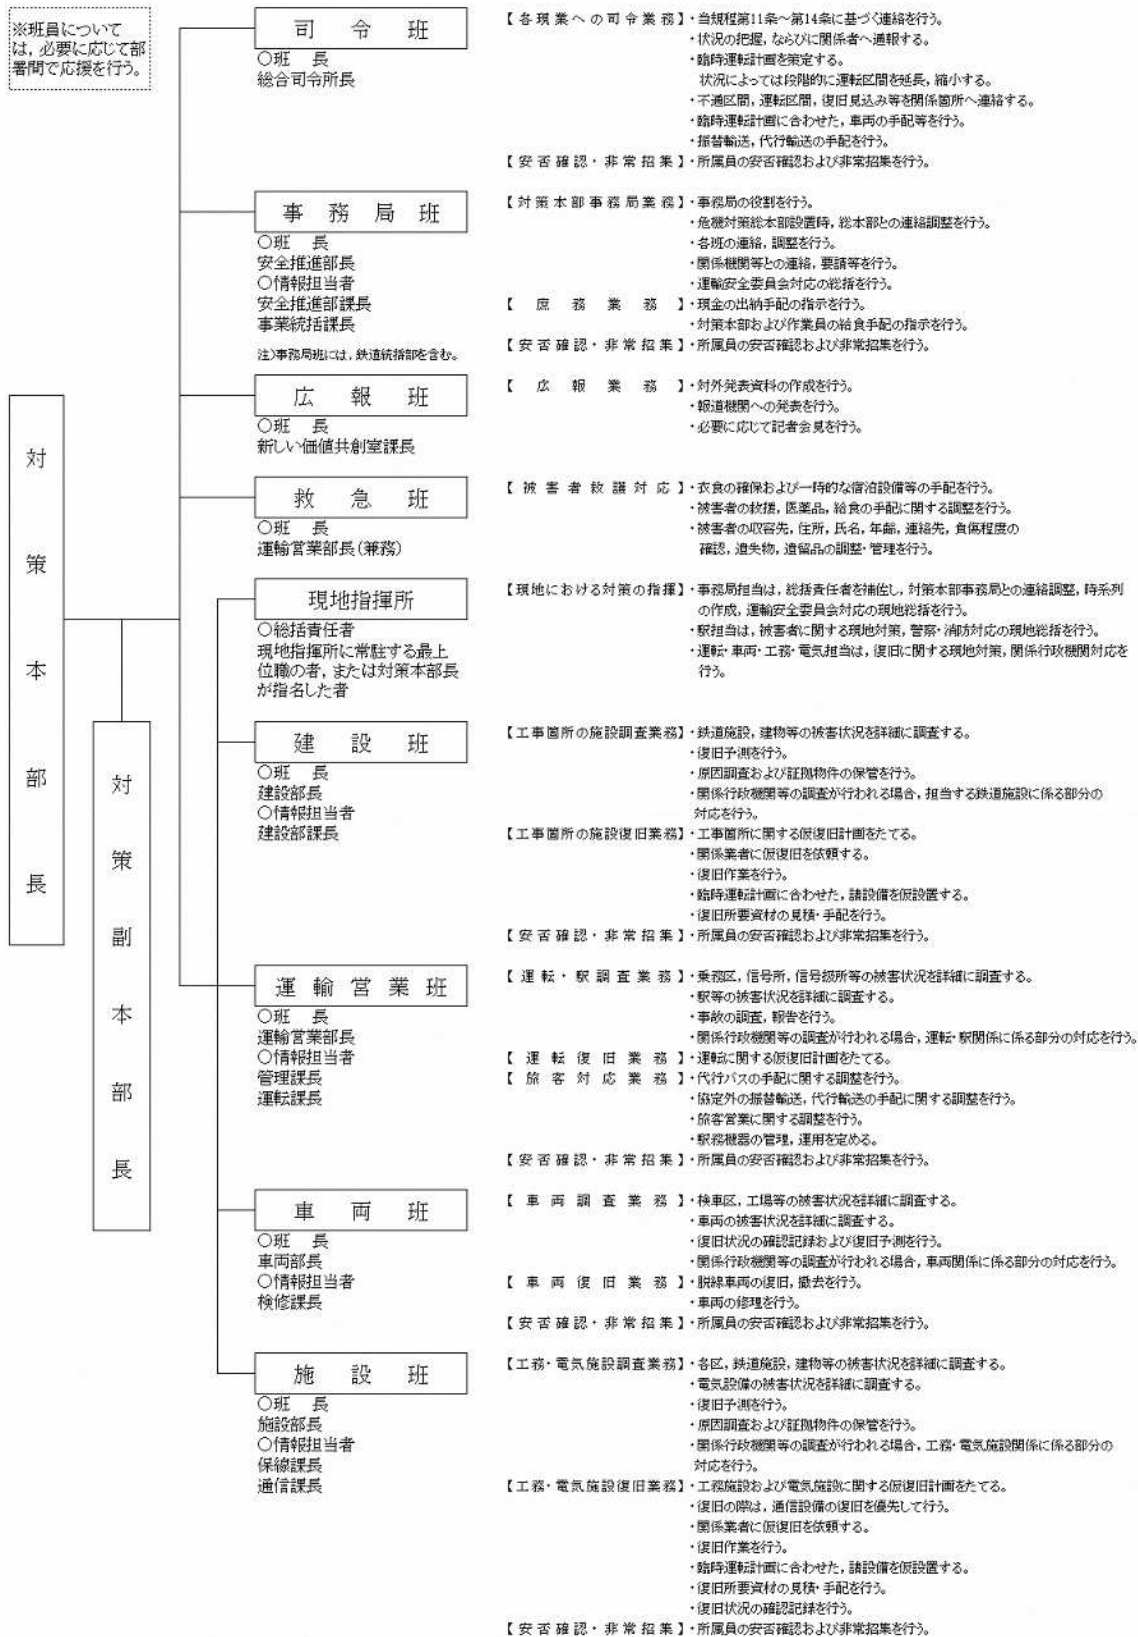 ※班員について
は，必要に応じて部
署間で応援を行う。
対策本部長
対策副本部長
司令班
○班　長
総合司令所長
【各現業への司令業務】・当規程第11条～第14条に基づく連絡を行う。
・状況の把握，ならびに関係者へ通報する。
・臨時運転計画を策定する。
状況によっては段階的に運転区間を延長，縮小する。
・不通区間，運転区間，復旧見込み等を関係箇所へ連絡する。
・臨時運転計画に合わせた，車両の手配等を行う。
・振替輸送，代行輸送の手配を行う。
【安否確認・非常招集】・所属員の安否確認および非常招集を行う。
事務局班
○班　長
安全推進部長
○情報担当者
安全推進部課長
事業統括課長
注）事務局班には，鉄道統括部を含む。
【対策本部事務局業務】・事務局の役割を行う。
・危機対策総本部設置時，総本部との連絡調整を行う。
・各班の連絡，調整を行う。
・関係機関等との連絡，要請等を行う。
・運輸安全委員会対応の総括を行う。
【庶務業務】・現金の出納手配の指示を行う。
・対策本部および作業員の給食手配の指示を行う。
【安否確認・非常招集】・所属員の安否確認および非常招集を行う。
広報班
○班　長
新しい価値共創室課長
【広報業務】・対外発表資料の作成を行う。
・報道機関への発表を行う。
・必要に応じて記者会見を行う。
救急班
○班　長
運輸営業部長（兼務）
【被害者救護対応】・衣食の確保および一時的な宿泊設備等の手配を行う。
・被害者の救援，医薬品，給食の手配に関する調整を行う。
・被害者の収容先，住所，氏名，年齢，連絡先，負傷程度の
確認，遺失物，遺留品の調整・管理を行う。
現地指揮所
○総括責任者
現地指揮所に常駐する最上
位職の者，または対策本部長
が指名した者
【現地における対策の指揮】・事務局担当は，総括責任者を補佐し，対策本部事務局との連絡調整，時系列
の作成，運輸安全委員会対応の現地総括を行う。
・駅担当は，被害者に関する現地対策，警察・消防対応の現地総括を行う。
・運転・車両・工務・電気担当は，復旧に関する現地対策，関係行政機関対応を
行う。
建設班
○班　長
建設部長
○情報担当者
建設部課長
【工事箇所の施設調査業務】・鉄道施設，建物等の被害状況を詳細に調査する。
・復旧予測を行う。
・原因調査および証拠物件の保管を行う。
・関係行政機関等の調査が行われる場合，担当する鉄道施設に係る部分の
対応を行う。
【工事箇所の施設復旧業務】・工事箇所に関する仮復旧計画をたてる。
・関係業者に仮復旧を依頼する。
・復旧作業を行う。
・臨時運転計画に合わせた，諸設備を仮設置する。
・復旧所要資材の見積・手配を行う。
【安否確認・非常招集】・所属員の安否確認および非常招集を行う。
運輸営業班
○班　長
運輸営業部長
○情報担当者
管理課長
運転課長
【運転・駅調査業務】・乗務区，信号所，信号扱所等の被害状況を詳細に調査する。
・駅等の被害状況を詳細に調査する。
・事故の調査，報告を行う。
・関係行政機関等の調査が行われる場合，運転・駅関係に係る部分の対応を行う。
【運転復旧業務】・運転に関する仮復旧計画をたてる。
【旅客対応業務】・代行バスの手配に関する調整を行う。
・協定外の振替輸送，代行輸送の手配に関する調整を行う。
・旅客営業に関する調整を行う。
・駅務機器の管理，運用を定める。
【安否確認・非常招集】・所属員の安否確認および非常招集を行う。
車両班
○班　長
車両部長
○情報担当者
検修課長
【車両調査業務】・検車区，工場等の被害状況を詳細に調査する。
・車両の被害状況を詳細に調査する。
・復旧状況の確認記録および復旧予測を行う。
・関係行政機関等の調査が行われる場合，車両関係に係る部分の対応を行う。
【車両復旧業務】・脱線車両の復旧，撤去を行う。
・車両の修理を行う。
【安否確認・非常招集】・所属員の安否確認および非常招集を行う。
施設班
○班　長
施設部長
○情報担当者
保線課長
通信課長
【工務・電気施設調査業務】・各区，鉄道施設，建物等の被害状況を詳細に調査する。
・電気設備の被害状況を詳細に調査する。
・復旧予測を行う。
・原因調査および証拠物件の保管を行う。
・関係行政機関等の調査が行われる場合，工務・電気施設関係に係る部分の
対応を行う。
【工務・電気施設復旧業務】・工務施設および電気施設に関する仮復旧計画をたてる。
・復旧の際は，通信設備の復旧を優先して行う。
・関係業者に仮復旧を依頼する。
・復旧作業を行う。
・臨時運転計画に合わせた，諸設備を仮設置する。
・復旧所要資材の見積・手配を行う。
・復旧状況の確認記録を行う。
【安否確認・非常招集】・所属員の安否確認および非常招集を行う。